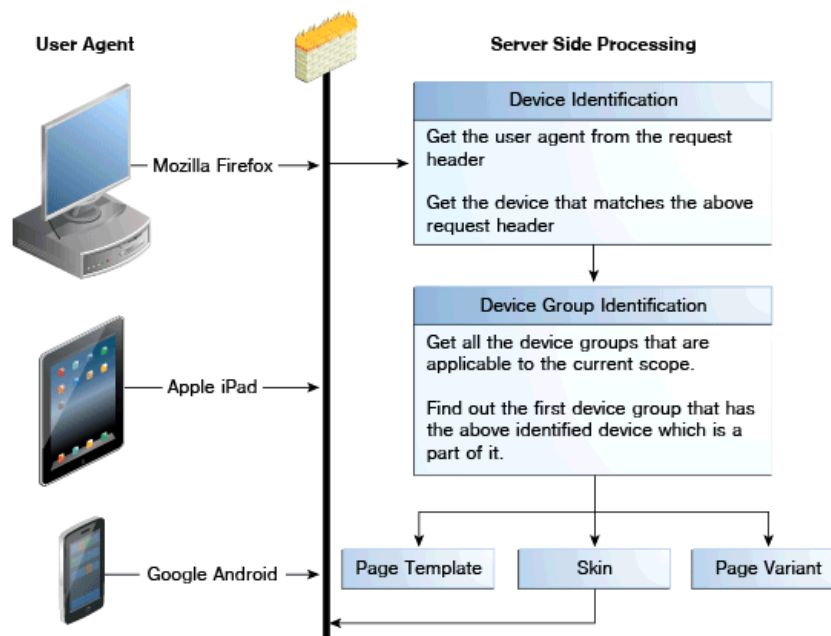 User Agent
Server Side Processing
Mozilla Firefox
Apple iPad
Google Android
Device Identification
Get the user agent from the request
header
Get the device that matches the above
request header
Device Group Identification
Get all the device groups that are
applicable to the current scope.
Find out the first device group that has
the above identified device which is a
part of it.
Page Template
Skin
Page Variant